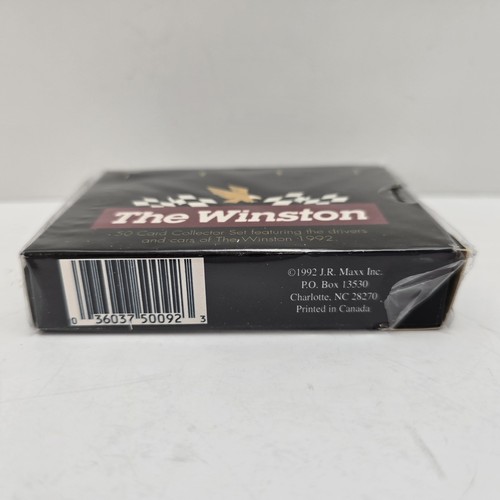 The Winston
50 Card Collector Set featuring the drivers
and cars of The Winston 1992
0 36037 50092 3
©1992 J.R. Maxx Inc.
P.O. Box 13530
Charlotte, NC 28270
Printed in Canada